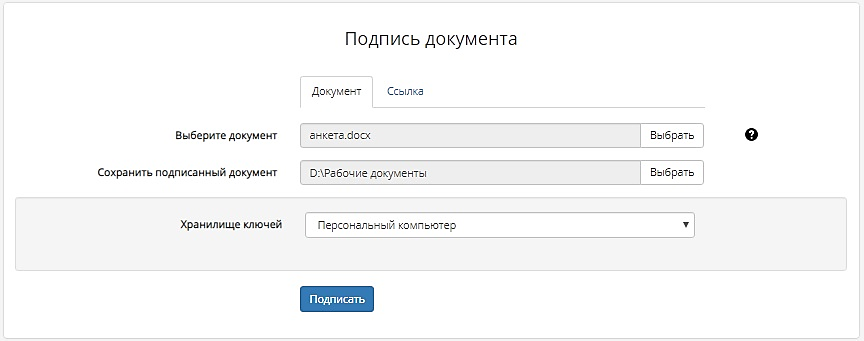 Подпись документа
Документ Ссылка
Выберите документ анкета.docx Выбрать ?
Сохранить подписанный документ D:\Рабочие документы Выбрать
Хранилище ключей Персональный компьютер
Подписать